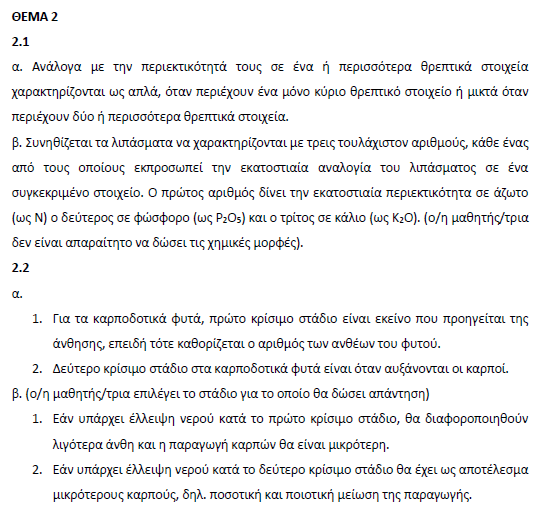 ΘΕΜΑ 2
2.1
α. Ανάλογα με την περιεκτικότητά τους σε ένα ή περισσότερα θρεπτικά στοιχεία
χαρακτηρίζονται ως απλά, όταν περιέχουν ένα μόνο κύριο θρεπτικό στοιχείο ή μικτά όταν
περιέχουν δύο ή περισσότερα θρεπτικά στοιχεία.
β. Συνηθίζεται τα λιπάσματα να χαρακτηρίζονται με τρεις τουλάχιστον αριθμούς, κάθε ένας
από τους οποίους εκπροσωπεί την εκατοστιαία αναλογία του λιπάσματος σε ένα
συγκεκριμένο στοιχείο. Ο πρώτος αριθμός δίνει την εκατοστιαία περιεκτικότητα σε άζωτο
(ως N) ο δεύτερος σε φώσφορο (ως P₂O₅) και ο τρίτος σε κάλιο (ως K₂O). (ο/η μαθητής/τρια
δεν είναι απαραίτητο να δώσει τις χημικές μορφές).
2.2
α.
1. Για τα καρποδοτικά φυτά, πρώτο κρίσιμο στάδιο είναι εκείνο που προηγείται της
άνθησης, επειδή τότε καθορίζεται ο αριθμός των ανθέων του φυτού.
2. Δεύτερο κρίσιμο στάδιο στα καρποδοτικά φυτά είναι όταν αυξάνονται οι καρποί.
β. (ο/η μαθητής/τρια επιλέγει το στάδιο για το οποίο θα δώσει απάντηση)
1. Εάν υπάρχει έλλειψη νερού κατά το πρώτο κρίσιμο στάδιο, θα διαφοροποιηθούν
λιγότερα άνθη και η παραγωγή καρπών θα είναι μικρότερη.
2. Εάν υπάρχει έλλειψη νερού κατά το δεύτερο κρίσιμο στάδιο θα έχει ως αποτέλεσμα
μικρότερους καρπούς, δηλ. ποσοτική και ποιοτική μείωση της παραγωγής.